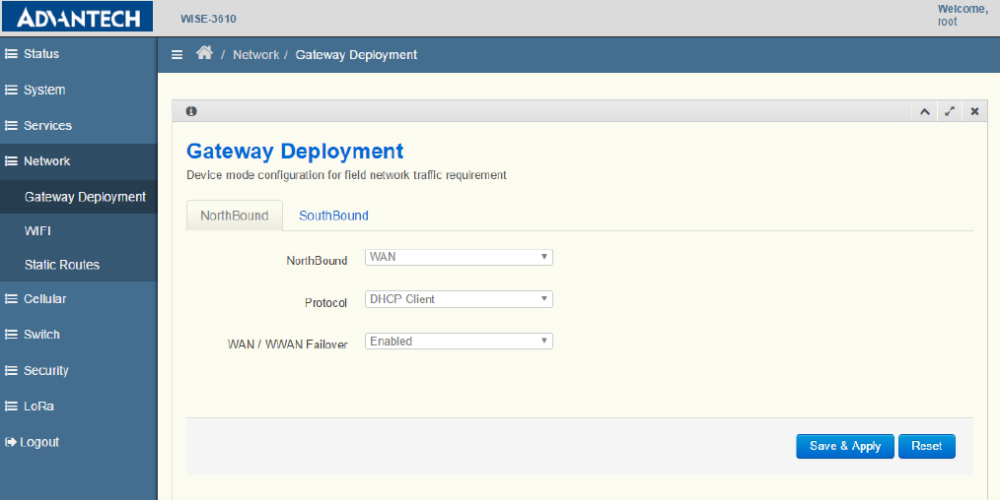 ADVANTECH
WISE-3610
Welcome,
root
Status
System
Services
Network
Gateway Deployment
WIFI
Static Routes
Cellular
Switch
Security
LoRa
Logout
/ Network / Gateway Deployment
Gateway Deployment
Device mode configuration for field network traffic requirement
NorthBound SouthBound
NorthBound WAN
Protocol DHCP Client
WAN / WWAN Failover Enabled
Save & Apply Reset